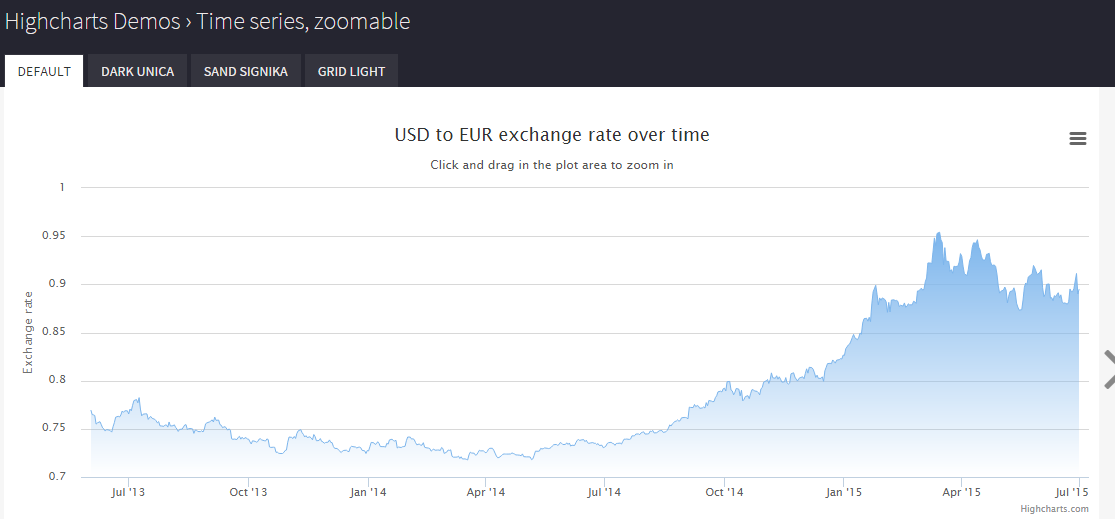 Highcharts Demos › Time series, zoomable
DEFAULT
DARK UNICA
SAND SIGNIKA
GRID LIGHT
USD to EUR exchange rate over time
Click and drag in the plot area to zoom in
Exchange rate
1
0.95
0.9
0.85
0.8
0.75
0.7
Jul '13
Oct '13
Jan '14
Apr '14
Jul '14
Oct '14
Jan '15
Apr '15
Jul '15
Highcharts.com